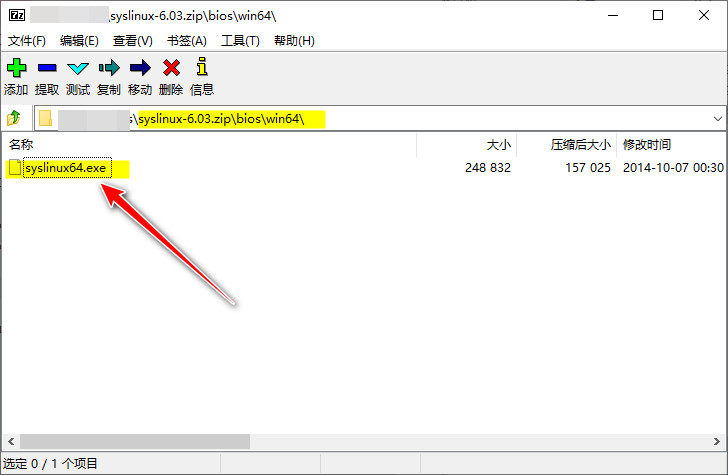 7z \syslinux-6.03.zip\bios\win64\
文件(F) 编辑(E) 查看(V) 书签(A) 工具(T) 帮助(H)
添加 提取 测试 复制 移动 删除 信息
s\syslinux-6.03.zip\bios\win64\
名称 大小 压缩后大小 修改时间
syslinux64.exe 248 832 157 025 2014-10-07 00:30
选定 0 / 1 个项目